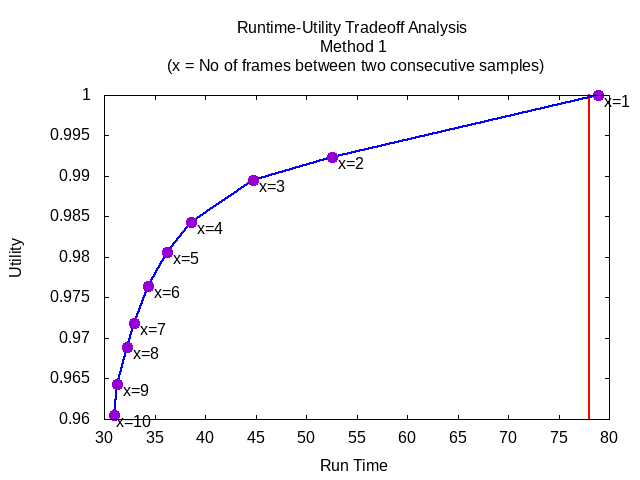 Runtime-Utility Tradeoff Analysis
Method 1
(x = No of frames between two consecutive samples)
1
0.995
0.99
0.985
0.98
0.975
0.97
0.965
0.96
Utility
x=1
x=2
x=3
x=4
x=5
x=6
x=7
x=8
x=9
x=10
30 35 40 45 50 55 60 65 70 75 80
Run Time